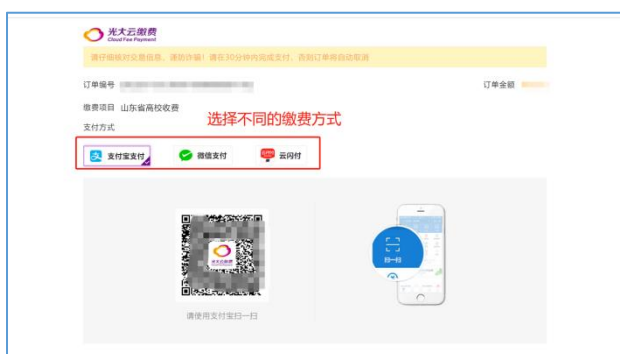 光大云缴费
Cloud Fee Payment
请仔细核对交易信息，谨防诈骗！请在30分钟内完成支付，否则订单将自动取消
订单编号 订单金额
缴费项目 山东省高校收费
选择不同的缴费方式
支付方式
支付宝支付 微信支付 云闪付
光大云缴费
扫一扫
请使用支付宝扫一扫